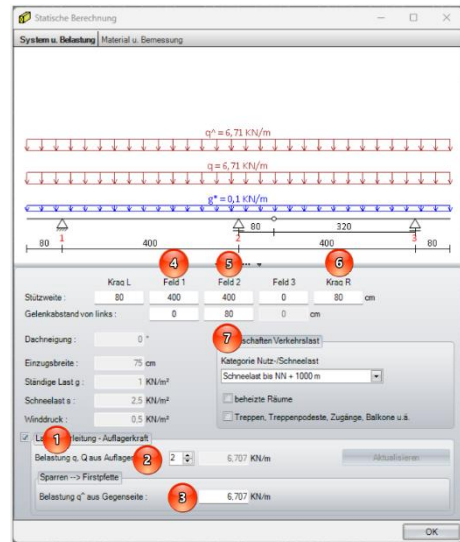 Statische Berechnung
System u. Belastung Material u. Bemessung
q^ = 6,71 KN/m
q = 6,71 KN/m
g* = 0,1 KN/m
80 320
1 2 3
80 400 400 80
4 5 6
Krag L Feld 1 Feld 2 Feld 3 Krag R
Stützweite : 80 400 400 0 80 cm
Gelenkabstand von links : 0 80 0 cm
Dachneigung : 0 °
7 schaften Verkehrslast
Einzugsbreite : 75 cm
Kategorie Nutz-/Schneelast
Ständige Last g : 1 KN/m²
Schneelast bis NN + 1000 m
Schneelast s : 2,5 KN/m²
beheizte Räume
Winddruck : 0,5 KN/m²
Treppen, Treppenpodeste, Zugänge, Balkone u.ä.
1 eitung - Auflagerkraft
Belastung q, Q aus Auflager 2 2 6,707 KN/m Aktualisieren
Sparren --> Firstpfette
Belastung q^ aus Gegenseite : 3 6,707 KN/m
OK